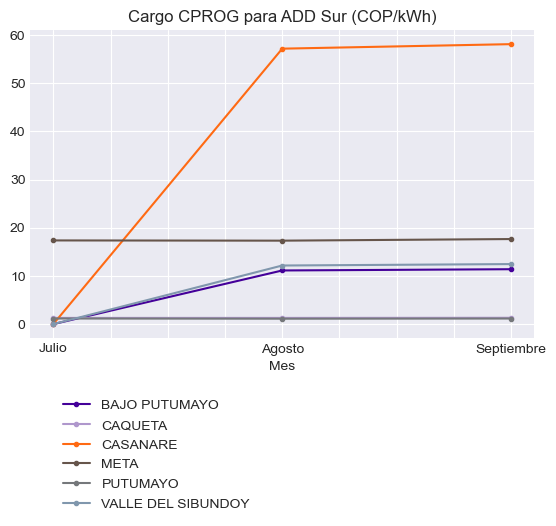 Cargo CPROG para ADD Sur (COP/kWh)
60
50
40
30
20
10
0
Julio Agosto Septiembre
Mes
BAJO PUTUMAYO
CAQUETA
CASANARE
META
PUTUMAYO
VALLE DEL SIBUNDOY